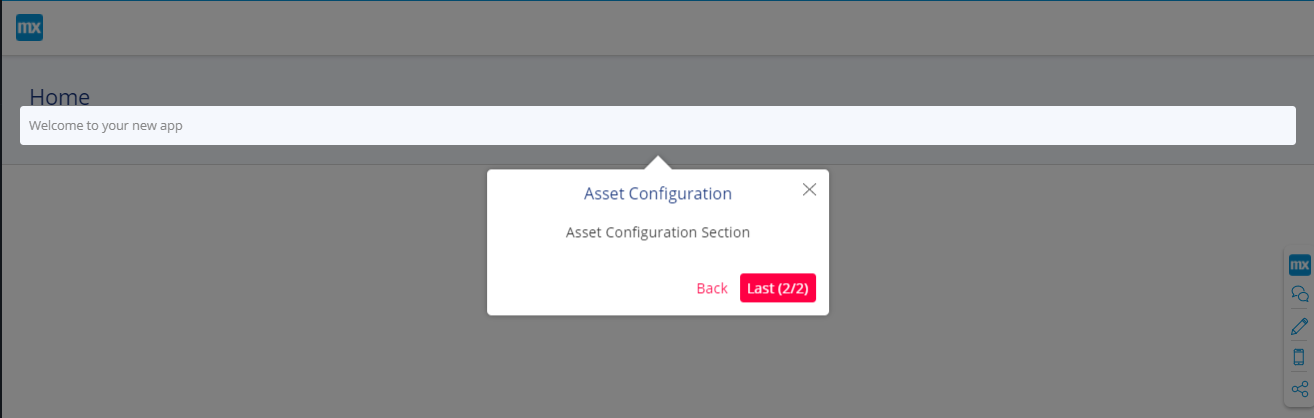 mx
Home
Welcome to your new app
Asset Configuration
Asset Configuration Section
Back Last (2/2)
mx